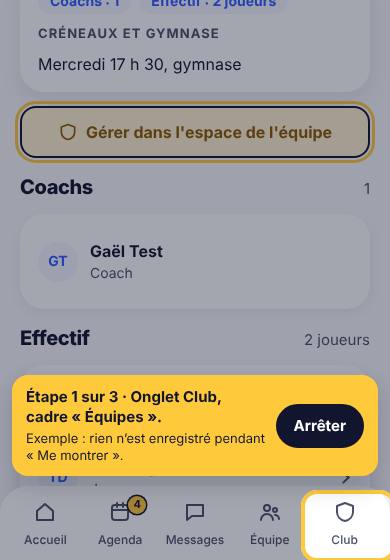 Coachs : 1 Effectif : 2 joueurs
CRÉNEAUX ET GYMNASE
Mercredi 17 h 30, gymnase
Gérer dans l'espace de l'équipe
Coachs 1
GT Gaël Test
Coach
Effectif 2 joueurs
Étape 1 sur 3 · Onglet Club,
cadre « Équipes ».
Exemple : rien n’est enregistré pendant
« Me montrer ».
Arrêter
TD
4
Accueil Agenda Messages Équipe Club